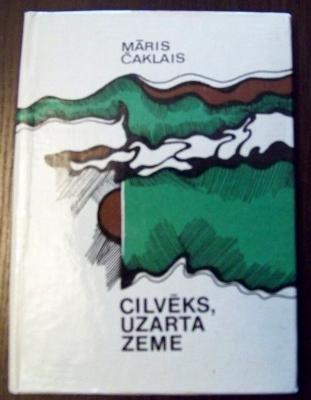 MĀRIS
ČAKLAIS
CILVĒKS,
UZARTA
ZEME